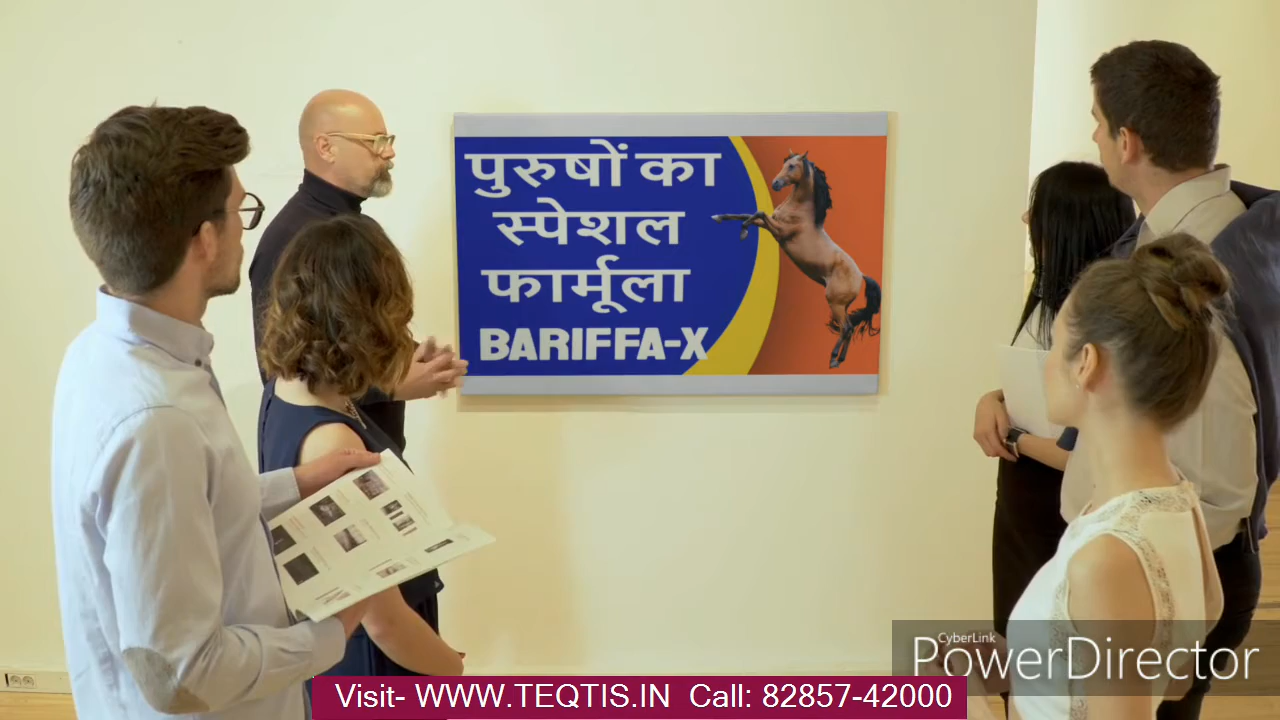 पुरुषों का
स्पेशल
फार्मूला
BARIFFA-X
CyberLink
PowerDirector
Visit- WWW.TEQTIS.IN Call: 82857-42000